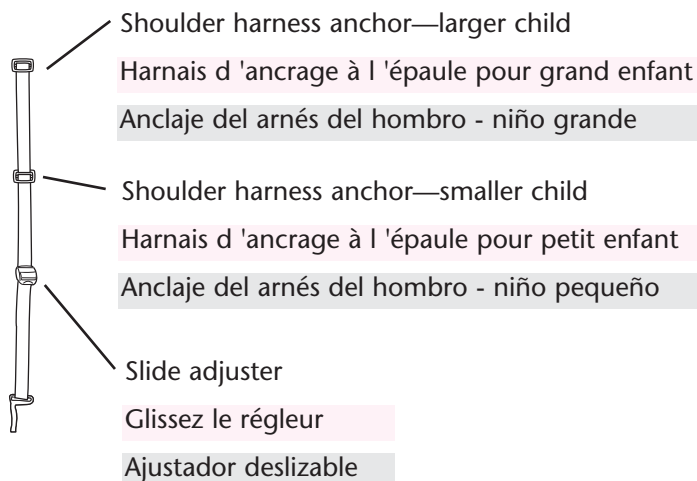 Shoulder harness anchor—larger child
Harnais d 'ancrage à l 'épaule pour grand enfant
Anclaje del arnés del hombro - niño grande
Shoulder harness anchor—smaller child
Harnais d 'ancrage à l 'épaule pour petit enfant
Anclaje del arnés del hombro - niño pequeño
Slide adjuster
Glissez le régleur
Ajustador deslizable